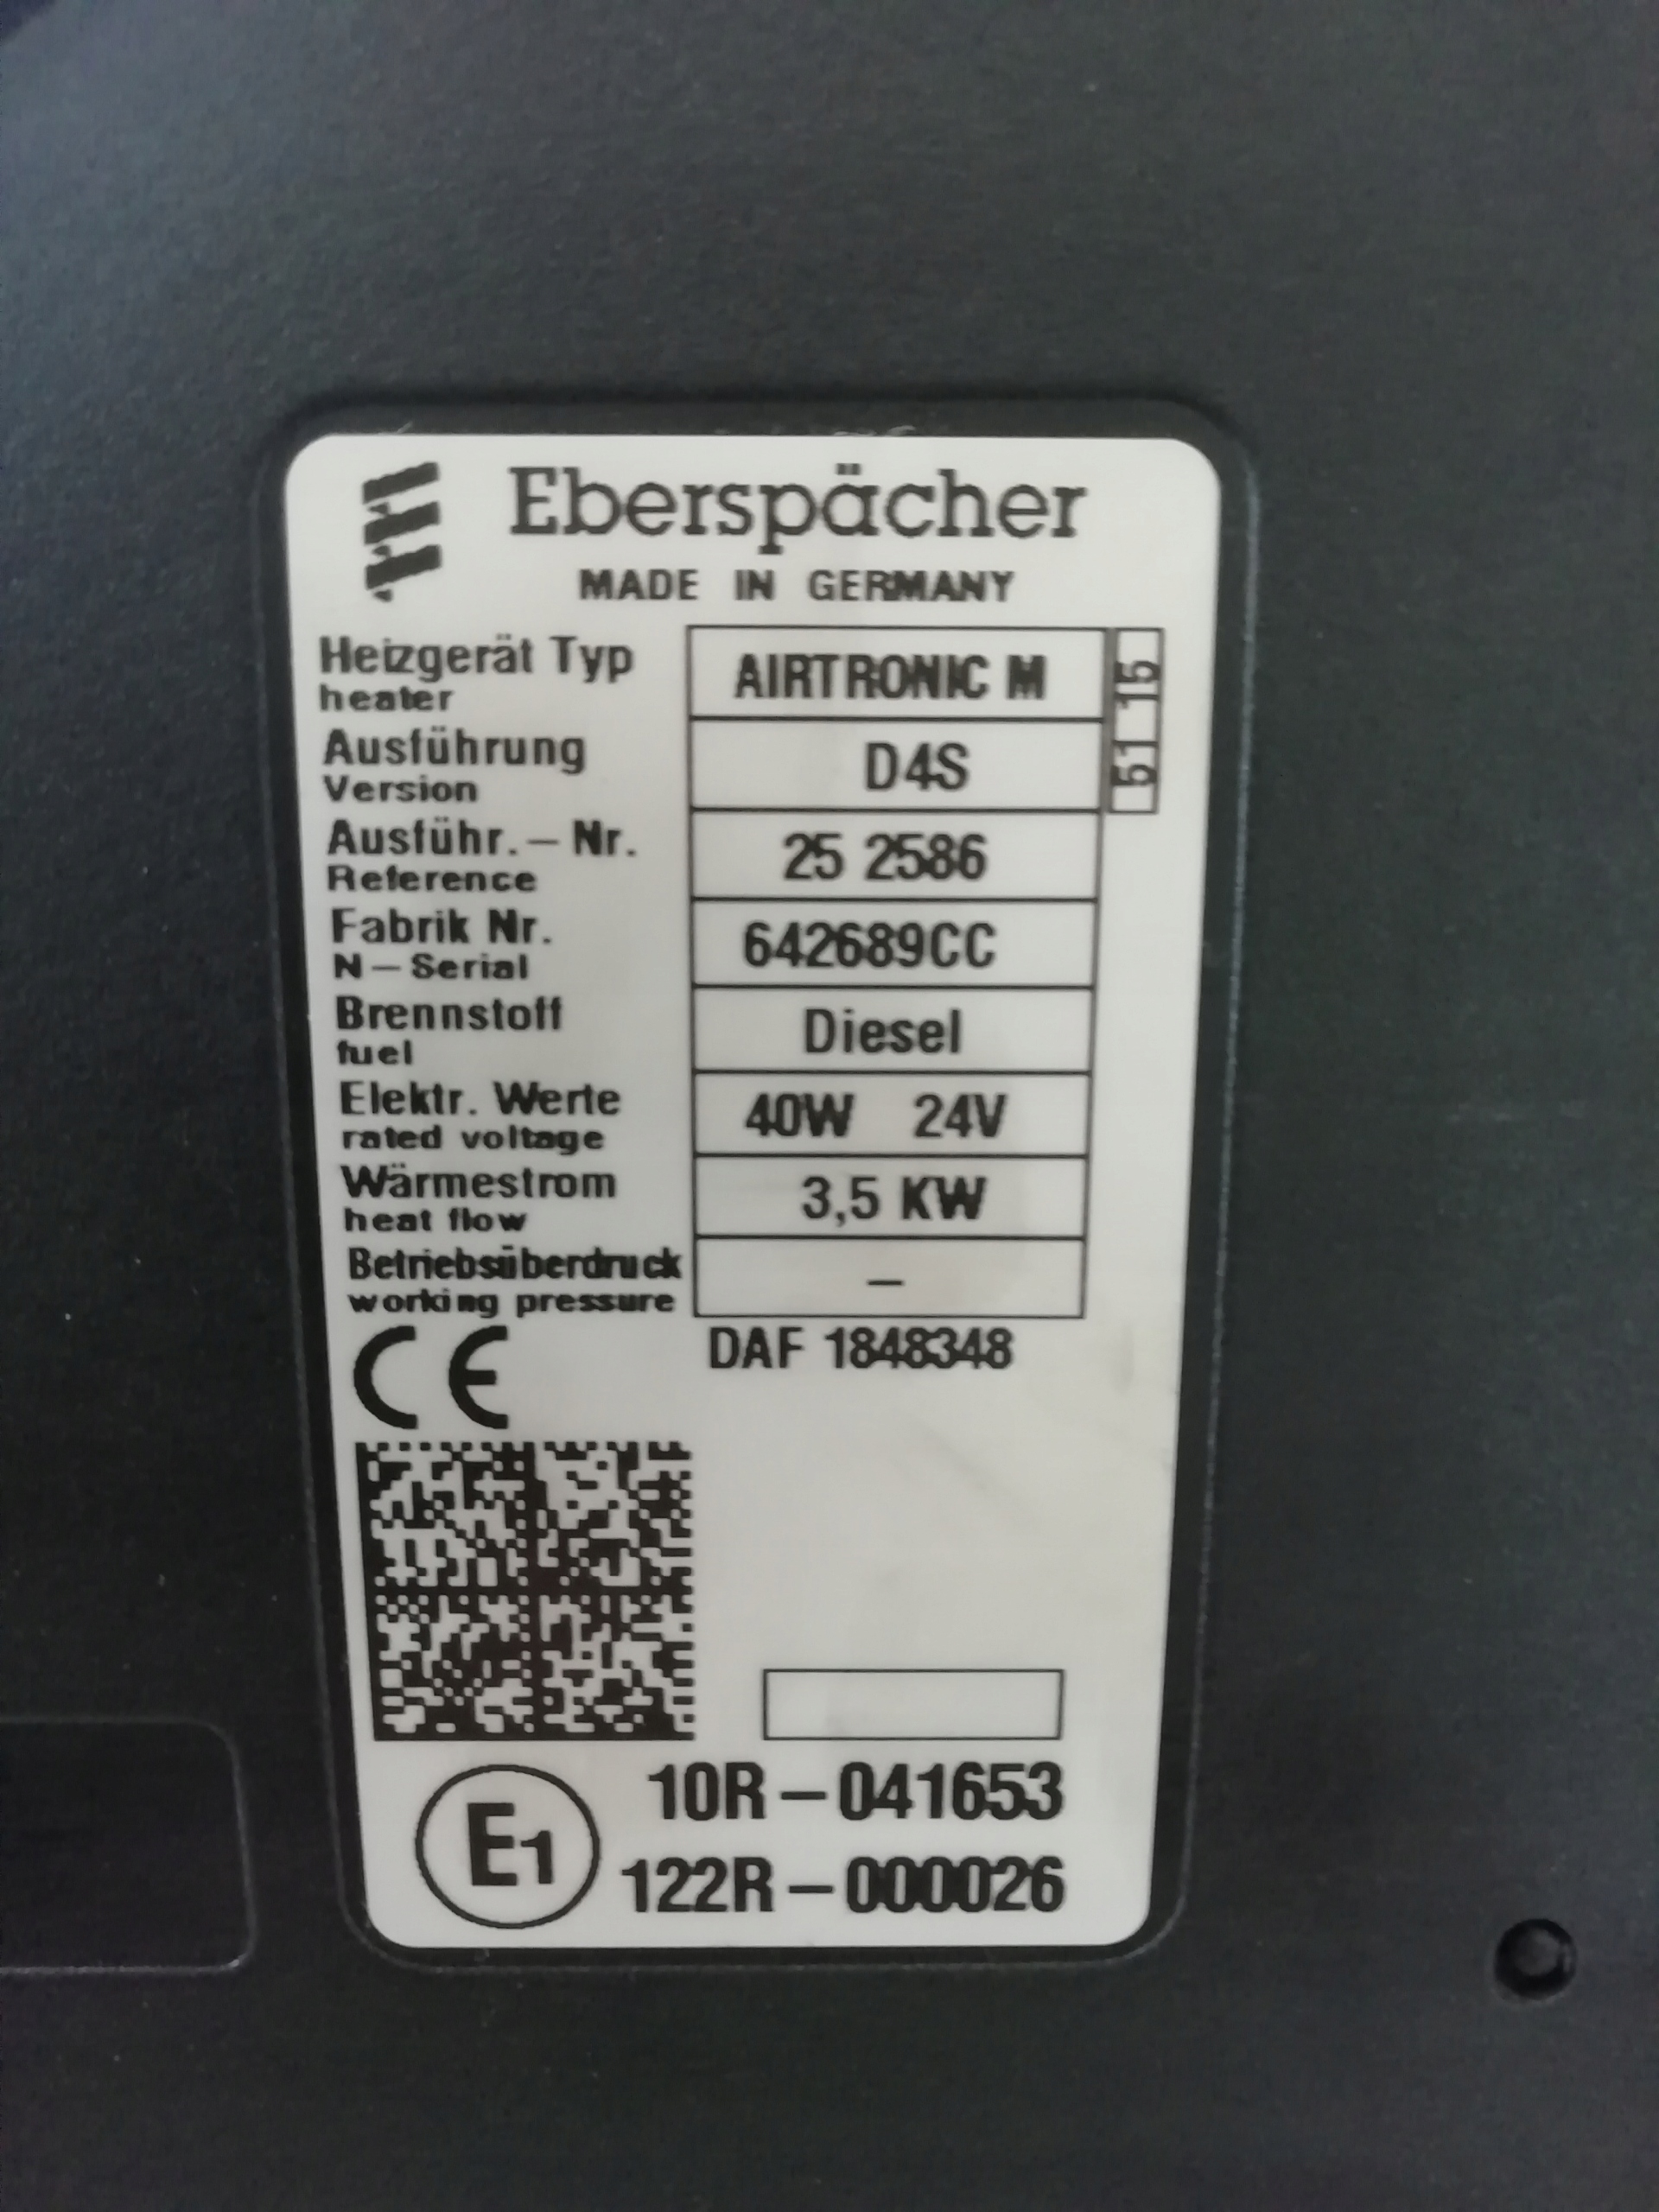 Eberspächer
MADE IN GERMANY
Heizgerät Typ
heater
AIRTRONIC M
51 15
Ausführung
Version
D4S
Ausführ.– Nr.
Reference
25 2586
Fabrik Nr.
N – Serial
642689CC
Brennstoff
fuel
Diesel
Elektr. Werte
rated voltage
40W 24V
Wärmestrom
heat flow
3,5 KW
Betriebsüberdruck
working pressure
–
DAF 1848348
CE
E1
10R – 041653
122R – 000026